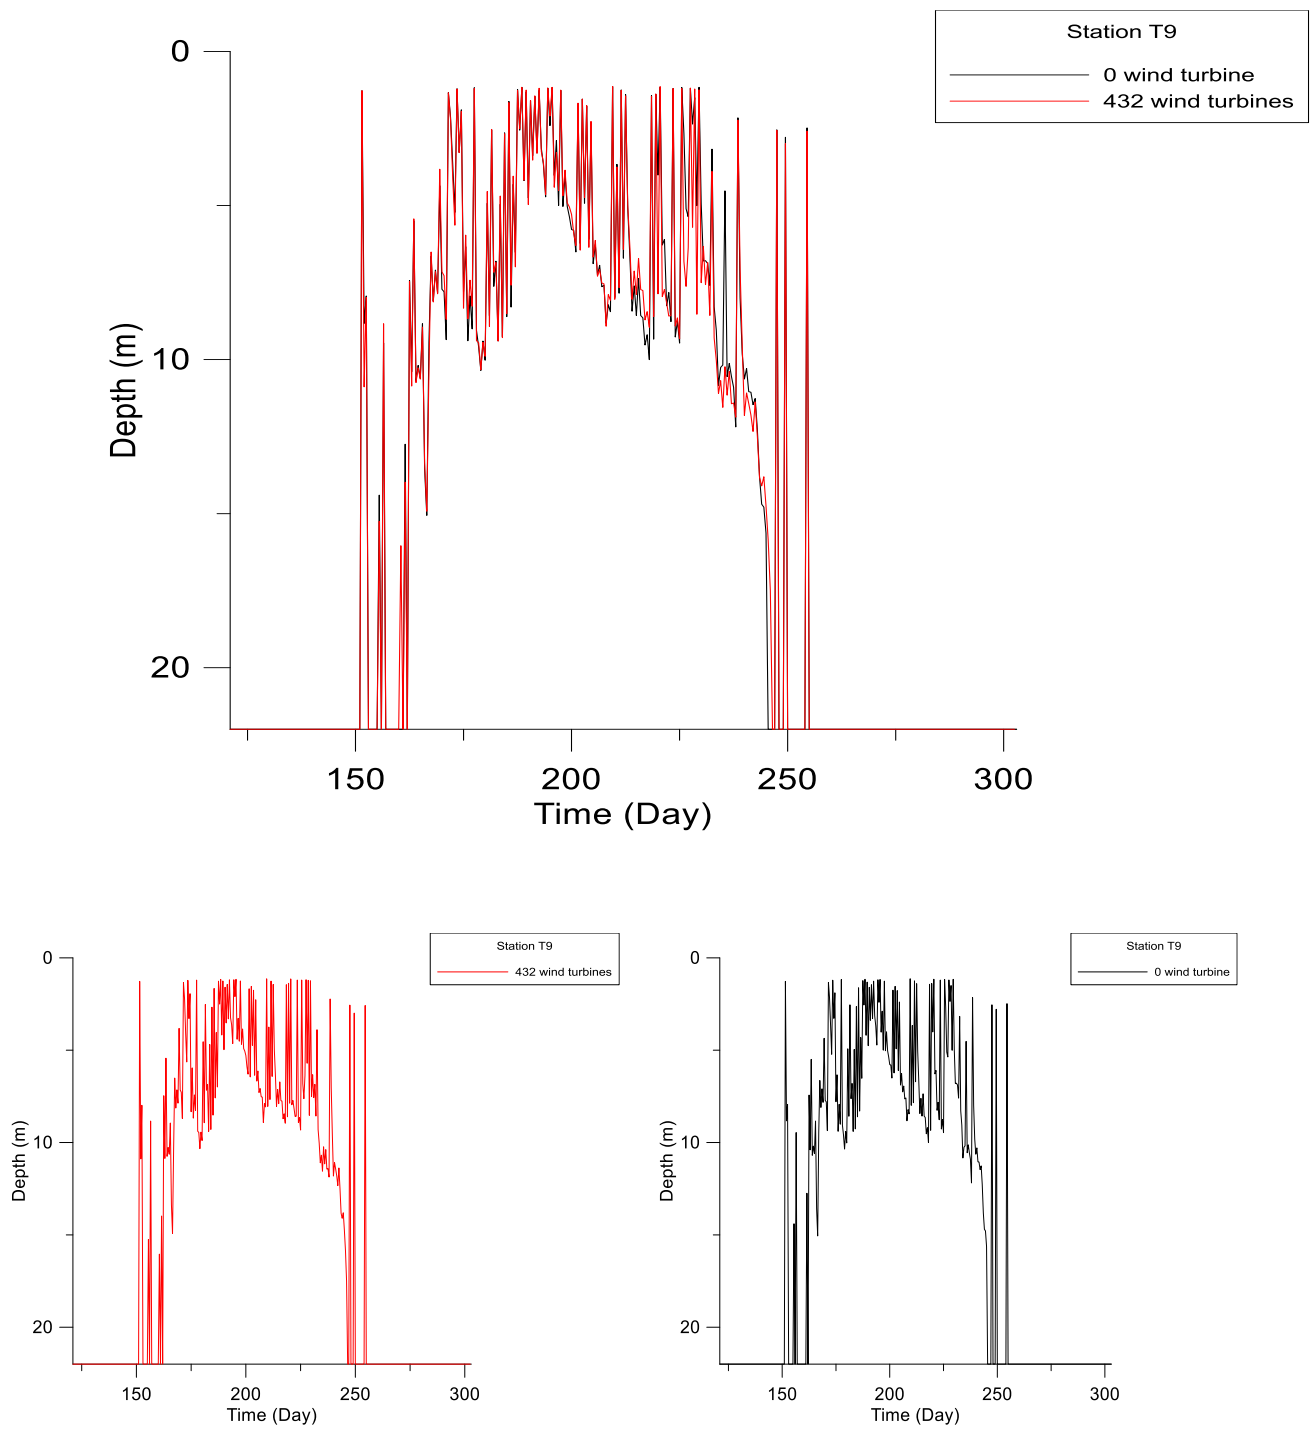 Station T9
0 wind turbine
432 wind turbines
0
10
20
Depth (m)
150 200 250 300
Time (Day)
Station T9
432 wind turbines
0
10
20
Depth (m)
150 200 250 300
Time (Day)
Station T9
0 wind turbine
0
10
20
Depth (m)
150 200 250 300
Time (Day)